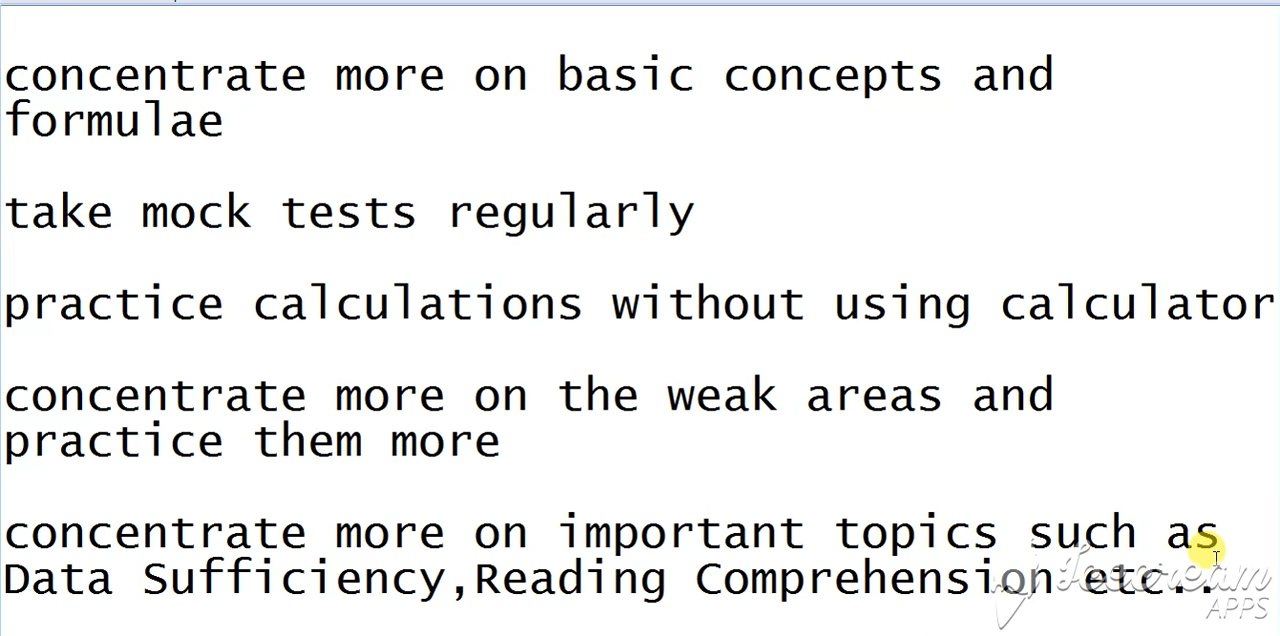 concentrate more on basic concepts and
formulae
take mock tests regularly
practice calculations without using calculator
concentrate more on the weak areas and
practice them more
concentrate more on important topics such as
Data Sufficiency,Reading Comprehension etc..
Icecream
APPS